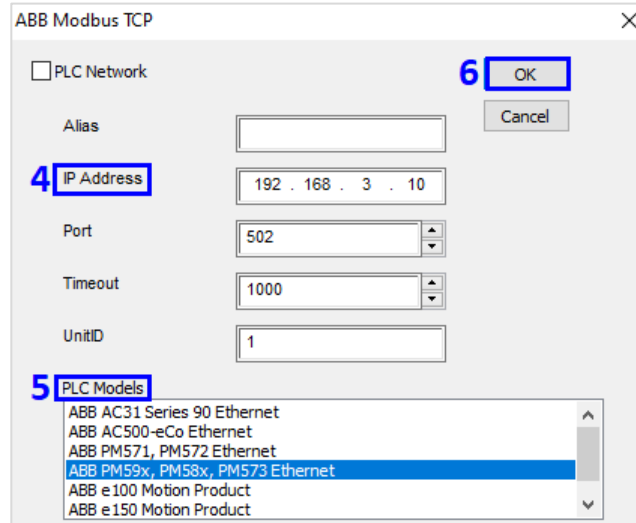 ABB Modbus TCP
PLC Network
6 OK
Alias
Cancel
4 IP Address 192 . 168 . 3 . 10
Port 502
Timeout 1000
UnitID 1
5 PLC Models
ABB AC31 Series 90 Ethernet
ABB AC500-eCo Ethernet
ABB PM571, PM572 Ethernet
ABB PM59x, PM58x, PM573 Ethernet
ABB e100 Motion Product
ABB e150 Motion Product